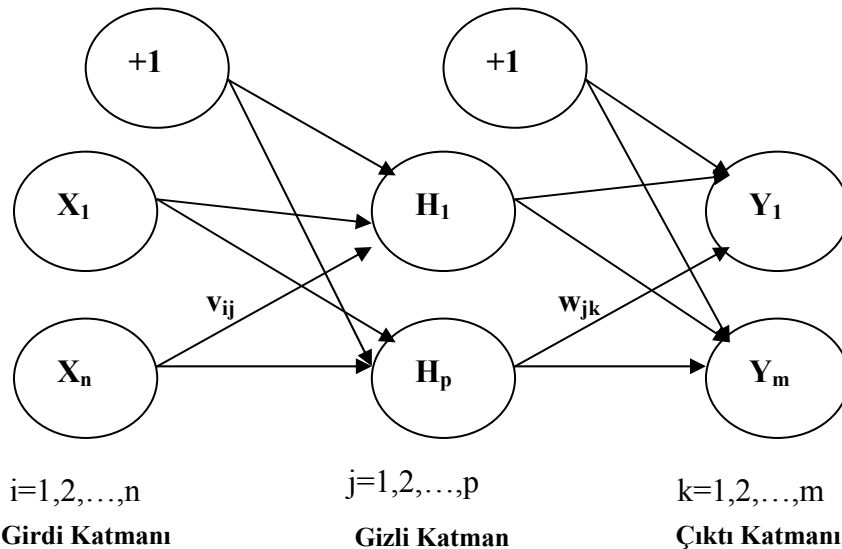 +1 +1
X₁ H₁ Y₁
vᵢⱼ wⱼₖ
Xₙ Hₚ Yₘ
i=1,2,…,n j=1,2,…,p k=1,2,…,m
Girdi Katmanı Gizli Katman Çıktı Katmanı